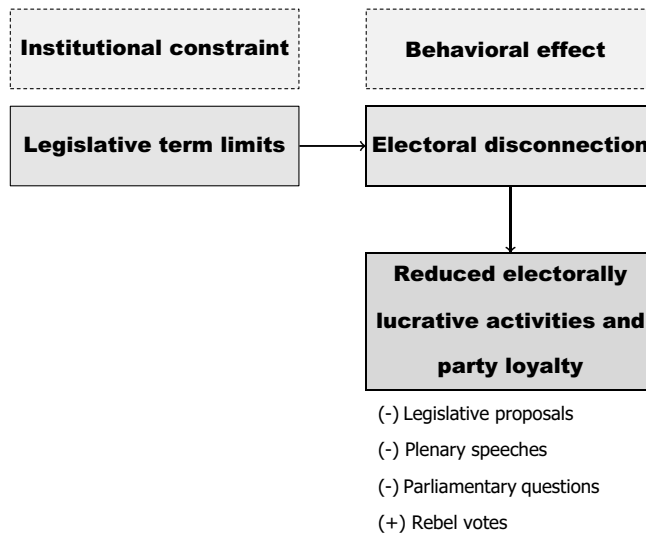 Institutional constraint
Behavioral effect
Legislative term limits
Electoral disconnection
Reduced electorally
lucrative activities and
party loyalty
(-) Legislative proposals
(-) Plenary speeches
(-) Parliamentary questions
(+) Rebel votes